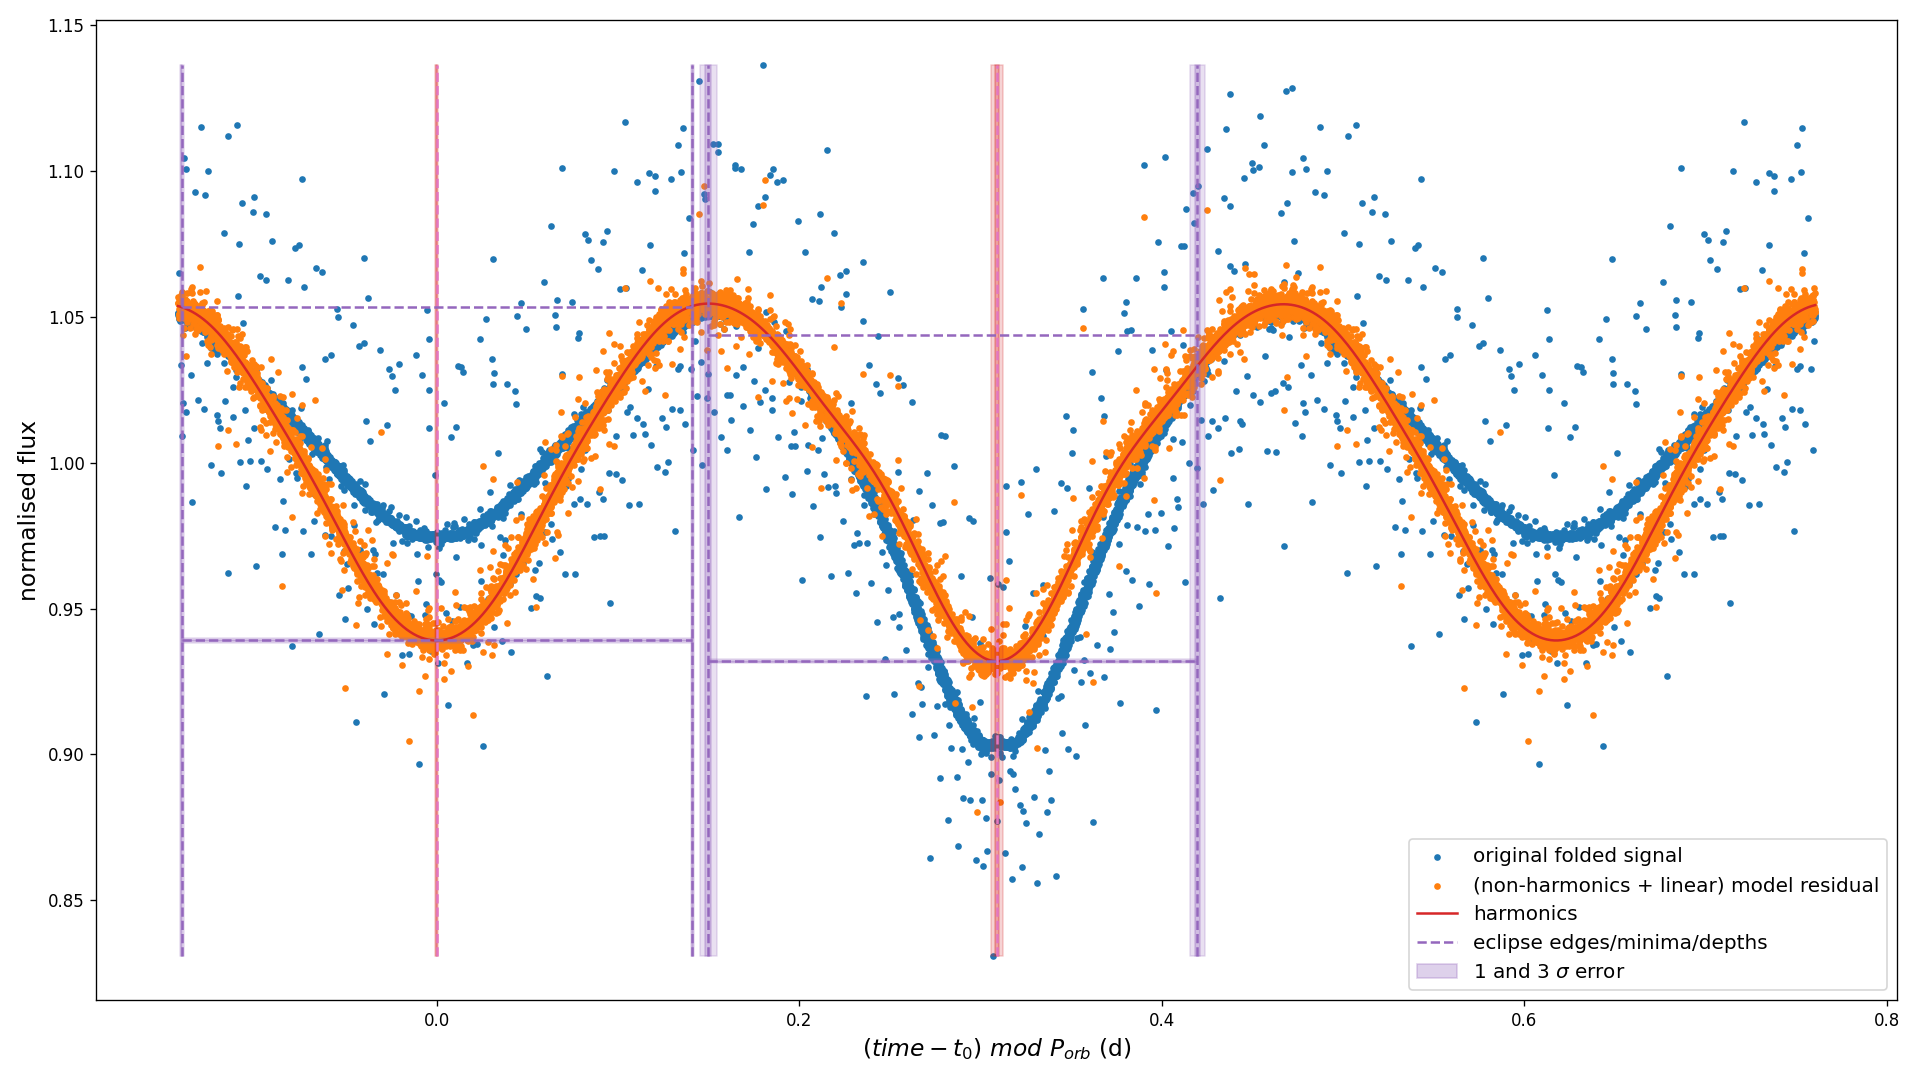 1.15
1.10
1.05
1.00
0.95
0.90
0.85
normalised flux
0.0
0.2
0.4
0.6
0.8
(time − t₀) mod Pₒᵣb (d)
original folded signal
(non-harmonics + linear) model residual
harmonics
eclipse edges/minima/depths
1 and 3 σ error